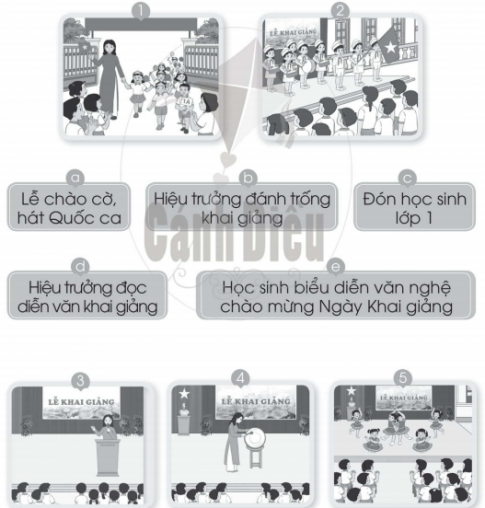 1
2
LỄ KHAI GIẢNG
1A
a
Lễ chào cờ,
hát Quốc ca
b
Hiệu trưởng đánh trống
khai giảng
c
Đón học sinh
lớp 1
Cánh Diều
d
Hiệu trưởng đọc
diễn văn khai giảng
e
Học sinh biểu diễn văn nghệ
chào mừng Ngày Khai giảng
3
LỄ KHAI GIẢNG
4
LỄ KHAI GIẢNG
5
LỄ KHAI GIẢNG